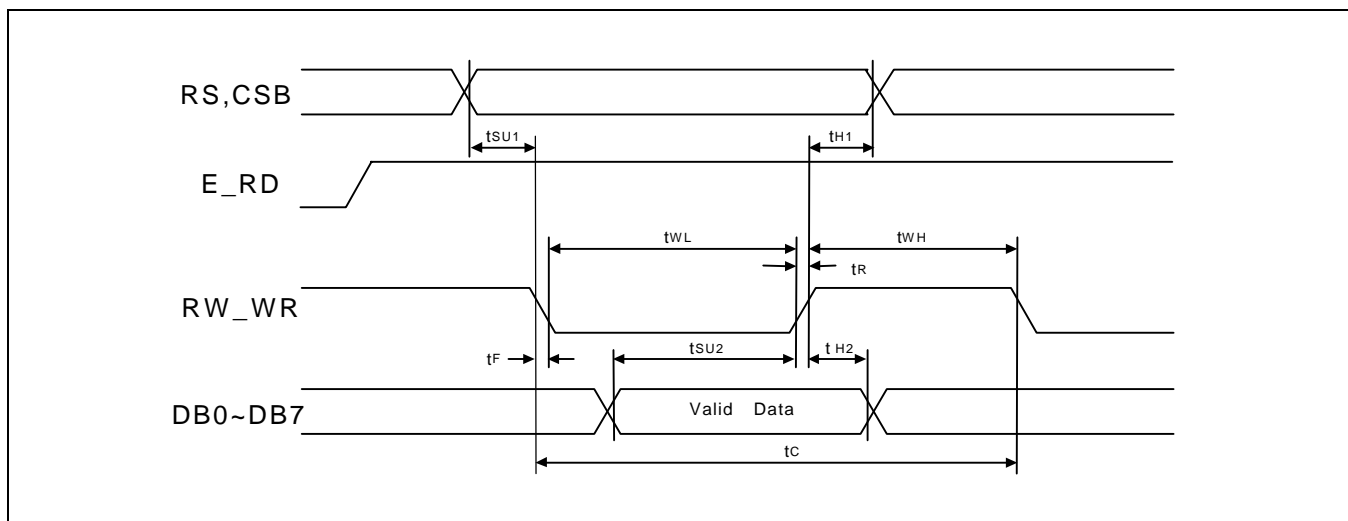 RS,CSB
tSU1
tH1
E_RD
tWL
tWH
tR
RW_WR
tF
tSU2
tH2
DB0~DB7
Valid Data
tC